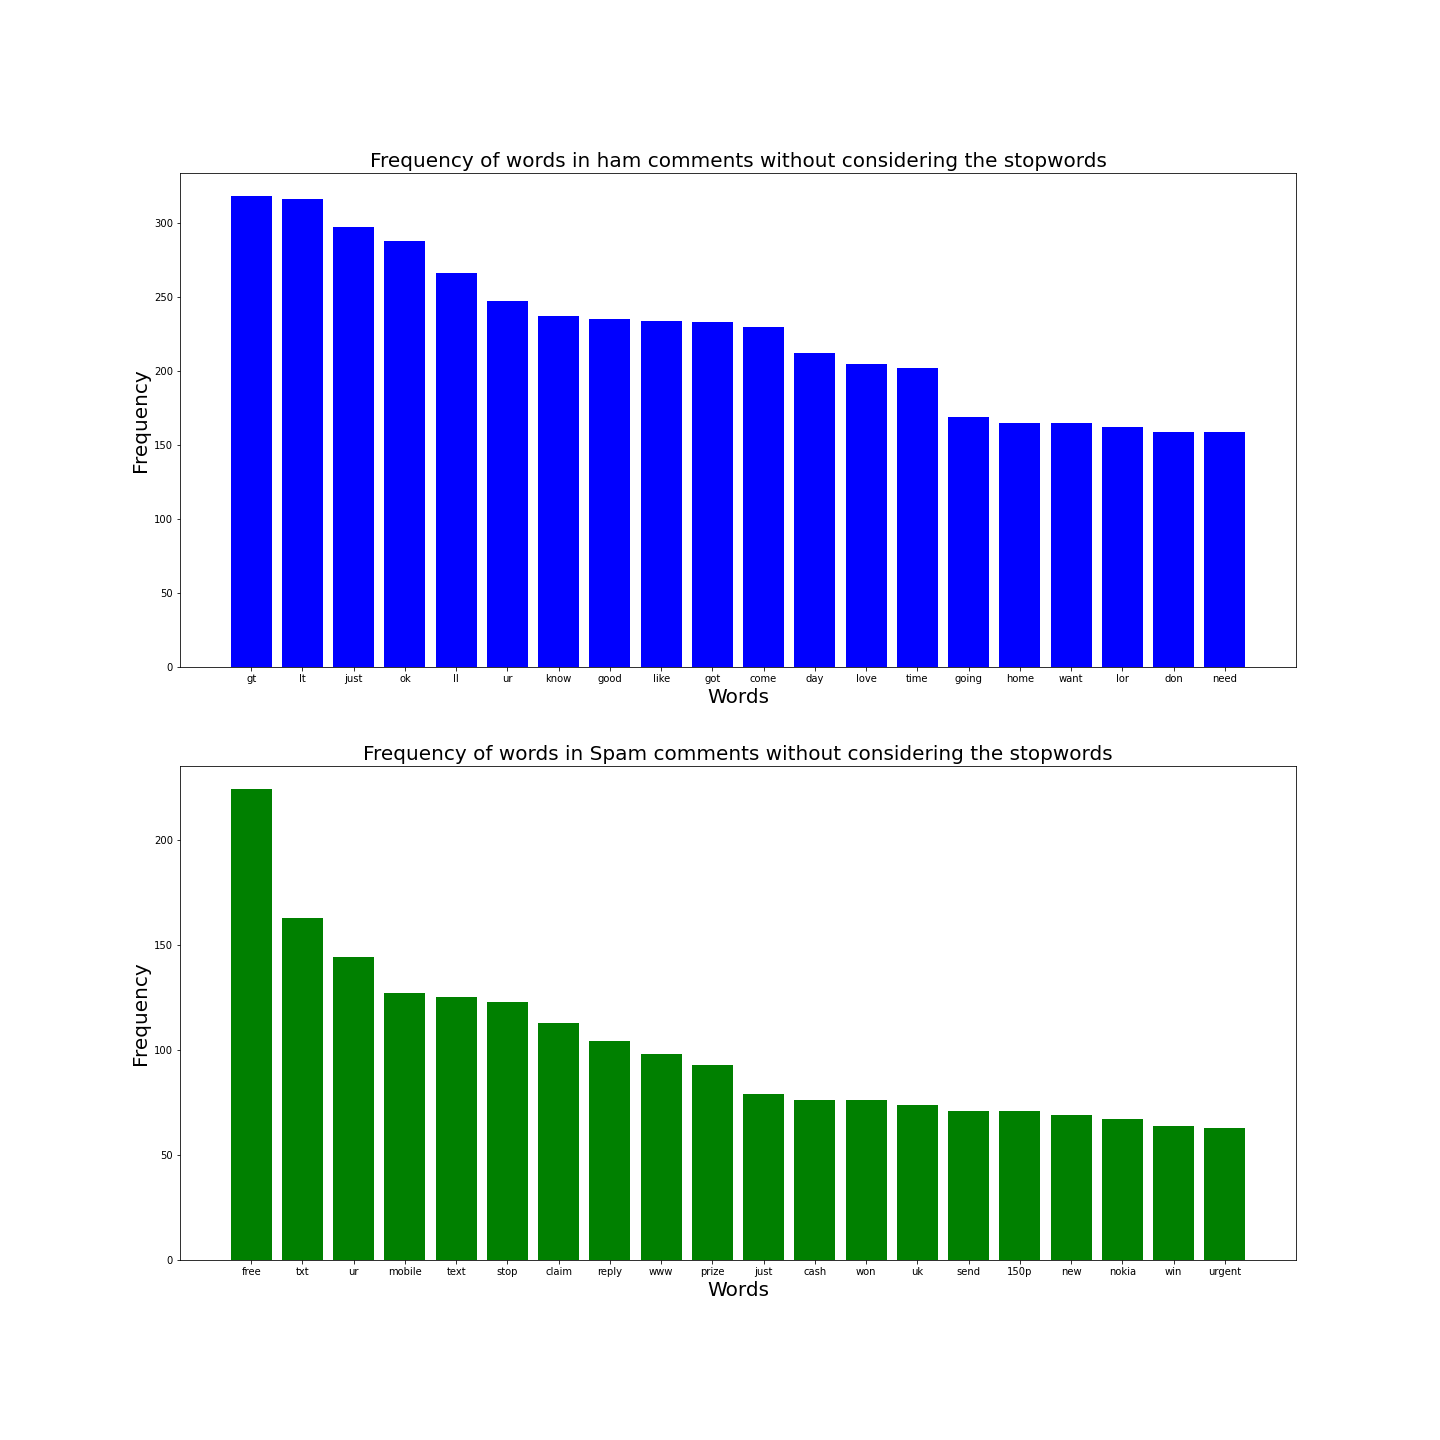 Frequency of words in ham comments without considering the stopwords
300
250
200
150
100
50
0
Frequency
gt lt just ok ll ur know good like got come day love time going home want lor don need
Words
Frequency of words in Spam comments without considering the stopwords
200
150
100
50
0
Frequency
free txt ur mobile text stop claim reply www prize just cash won uk send 150p new nokia win urgent
Words